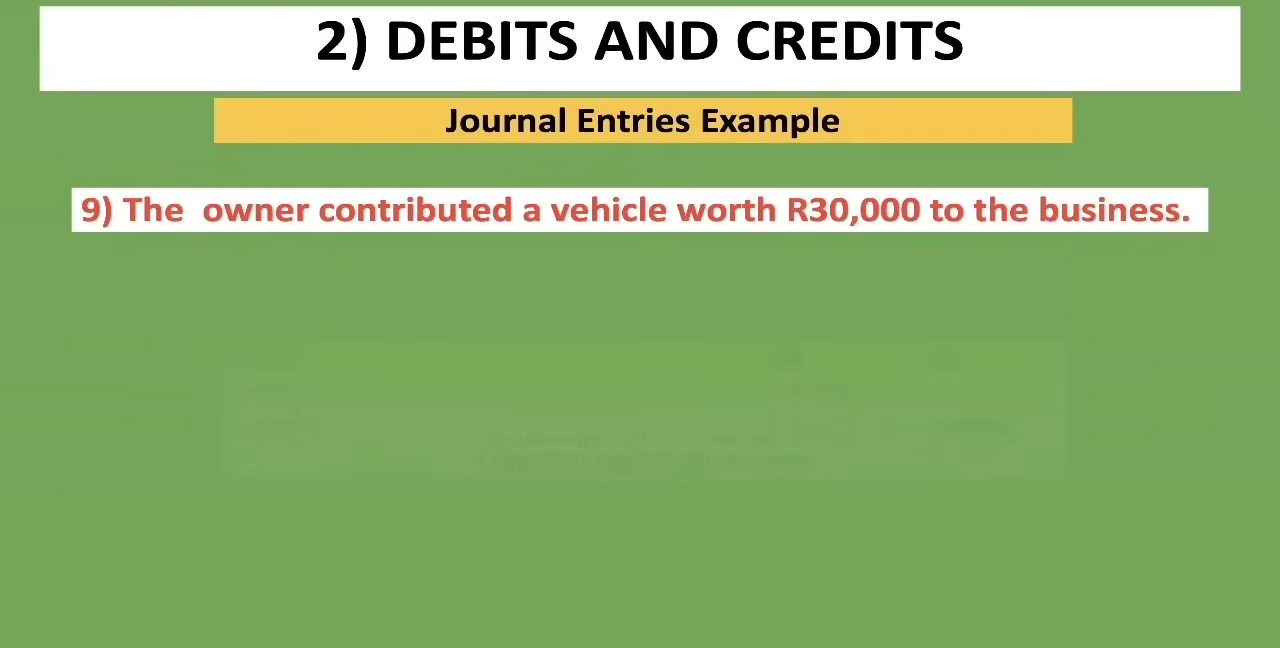 2) DEBITS AND CREDITS
Journal Entries Example
9) The  owner contributed a vehicle worth R30,000 to the business.